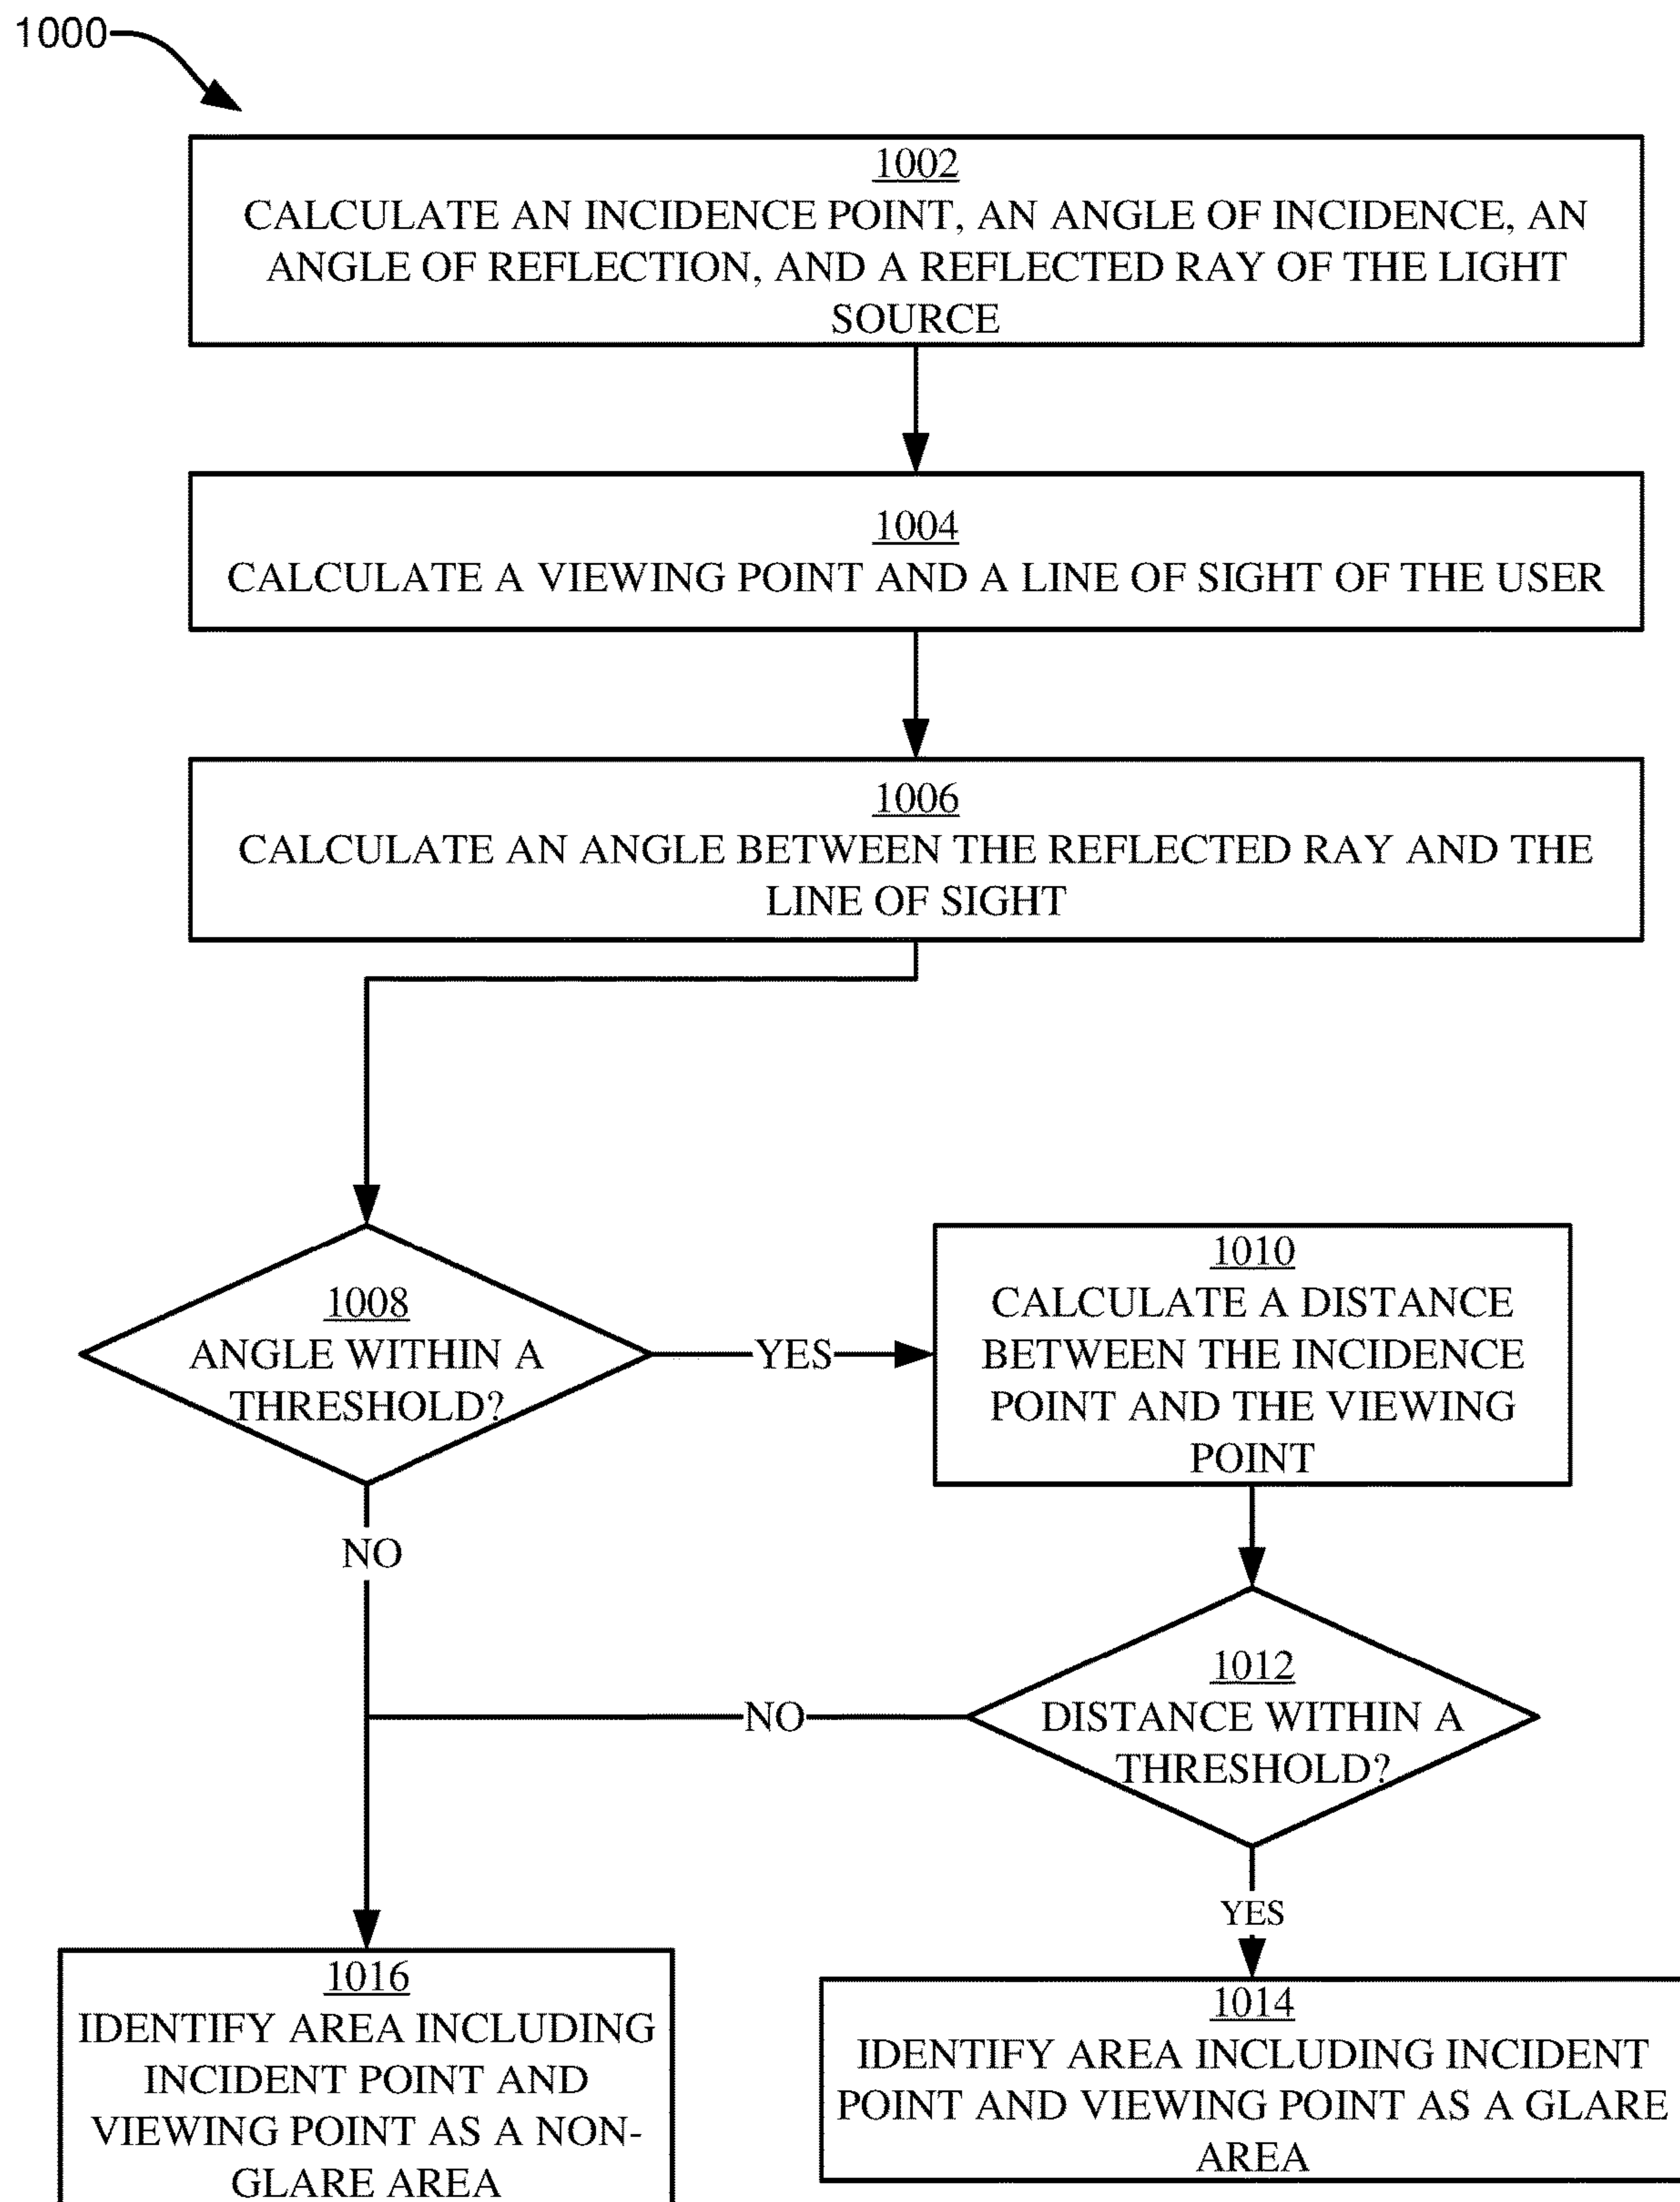 1000
1002
CALCULATE AN INCIDENCE POINT, AN ANGLE OF INCIDENCE, AN
ANGLE OF REFLECTION, AND A REFLECTED RAY OF THE LIGHT
SOURCE
1004
CALCULATE A VIEWING POINT AND A LINE OF SIGHT OF THE USER
1006
CALCULATE AN ANGLE BETWEEN THE REFLECTED RAY AND THE
LINE OF SIGHT
1008
ANGLE WITHIN A
THRESHOLD?
YES
1010
CALCULATE A DISTANCE
BETWEEN THE INCIDENCE
POINT AND THE VIEWING
POINT
NO
1012
DISTANCE WITHIN A
THRESHOLD?
NO
YES
1016
IDENTIFY AREA INCLUDING
INCIDENT POINT AND
VIEWING POINT AS A NON-
GLARE AREA
1014
IDENTIFY AREA INCLUDING INCIDENT
POINT AND VIEWING POINT AS A GLARE
AREA